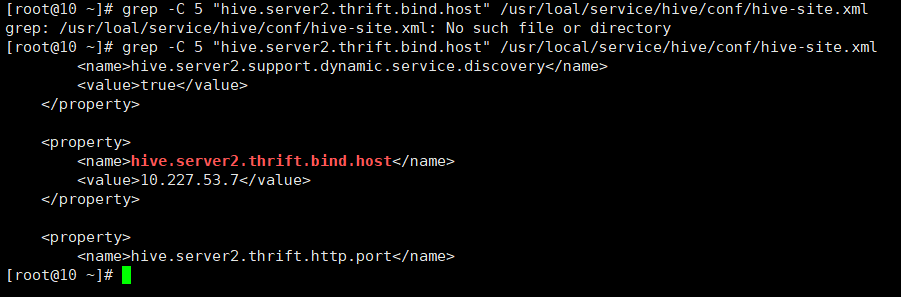 [root@10 ~]# grep -C 5 "hive.server2.thrift.bind.host" /usr/loal/service/hive/conf/hive-site.xml
grep: /usr/loal/service/hive/conf/hive-site.xml: No such file or directory
[root@10 ~]# grep -C 5 "hive.server2.thrift.bind.host" /usr/local/service/hive/conf/hive-site.xml
        <name>hive.server2.support.dynamic.service.discovery</name>
        <value>true</value>
    </property>

    <property>
        <name>hive.server2.thrift.bind.host</name>
        <value>10.227.53.7</value>
    </property>

    <property>
        <name>hive.server2.thrift.http.port</name>
[root@10 ~]#